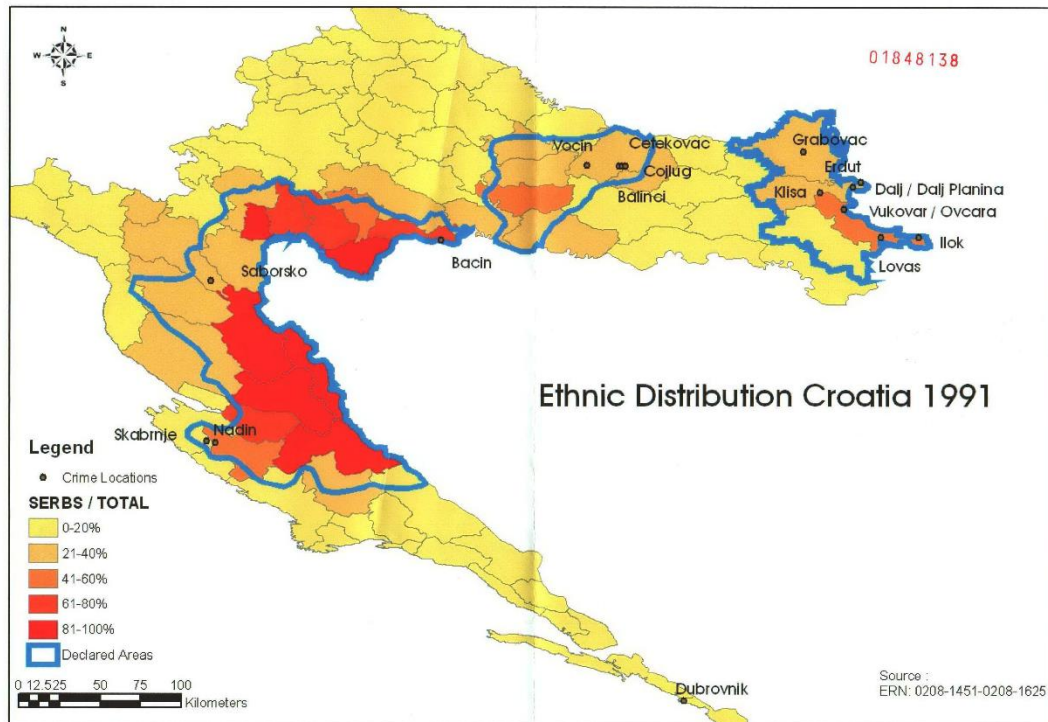 N
W E
S
01848138
Vocin
Cetekovac
Cojlug
Balinci
Grabovac
Erdut
Klisa
Dalj / Dalj Planina
Vukovar / Ovcara
Ilok
Lovas
Bacin
Saborsko
Ethnic Distribution Croatia 1991
Skabrnje
Nadin
Legend
Crime Locations
SERBS / TOTAL
0-20%
21-40%
41-60%
61-80%
81-100%
Declared Areas
0 12.525 50 75 100
Kilometers
Dubrovnik
Source :
ERN: 0208-1451-0208-1625